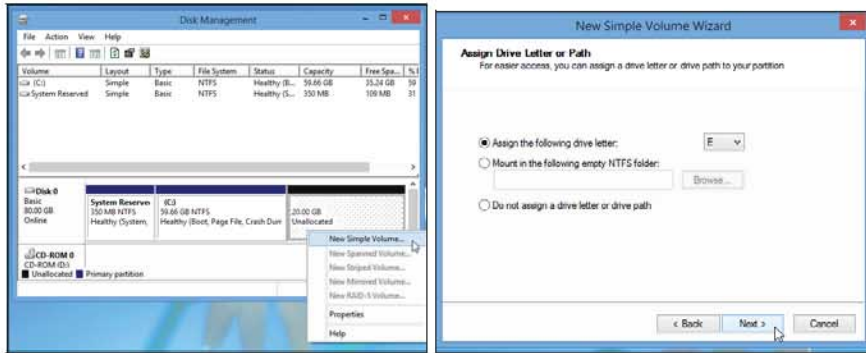 Disk Management
File Action View Help
Volume Layout Type File System Status Capacity Free Spa... % F
(C:) Simple Basic NTFS Healthy (B... 59.66 GB 35.24 GB 59
System Reserved Simple Basic NTFS Healthy (S... 350 MB 109 MB 31
Disk 0
Basic
80.00 GB
Online
System Reserve
350 MB NTFS
Healthy (System,
(C:)
59.66 GB NTFS
Healthy (Boot, Page File, Crash Dum
20.00 GB
Unallocated
CD-ROM 0
CD-ROM (D:)
Unallocated Primary partition
New Simple Volume...
New Spanned Volume...
New Striped Volume...
New Mirrored Volume...
New RAID-5 Volume...
Properties
Help
New Simple Volume Wizard
Assign Drive Letter or Path
For easier access, you can assign a drive letter or drive path to your partition
Assign the following drive letter: E
Mount in the following empty NTFS folder:
Browse...
Do not assign a drive letter or drive path
< Back Next > Cancel